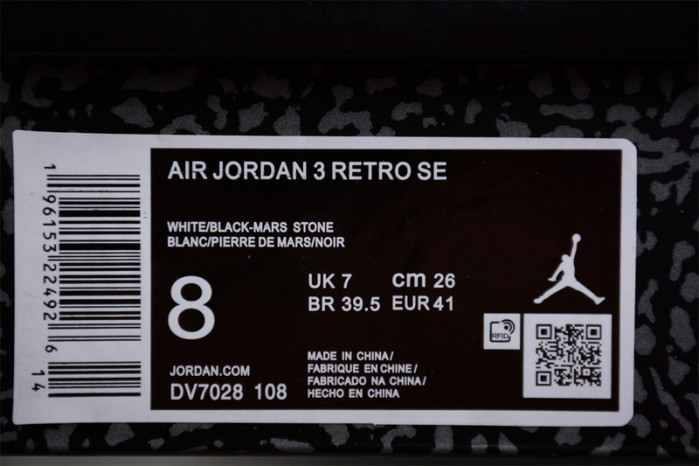 AIR JORDAN 3 RETRO SE
WHITE/BLACK-MARS STONE
BLANC/PIERRE DE MARS/NOIR
8
UK 7 cm 26
BR 39.5 EUR 41
JORDAN.COM
DV7028 108
MADE IN CHINA/
FABRIQUE EN CHINE/
FABRICADO NA CHINA/
HECHO EN CHINA
RFID
1 96153 22492 6
14